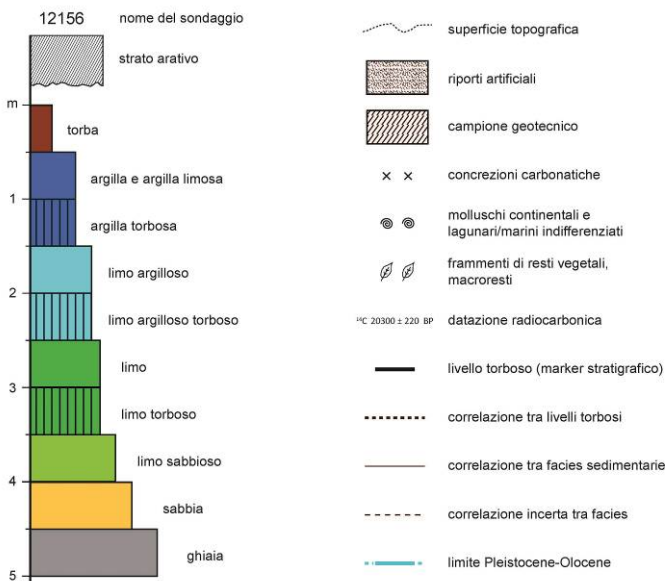 12156
nome del sondaggio
strato arativo
m
torba
argilla e argilla limosa
1
argilla torbosa
limo argilloso
2
limo argilloso torboso
limo
3
limo torboso
limo sabbioso
4
sabbia
ghiaia
5
superficie topografica
riporti artificiali
campione geotecnico
concrezioni carbonatiche
molluschi continentali e
lagunari/marini indifferenziati
frammenti di resti vegetali,
macroresti
¹⁴C 20300 ± 220 BP
datazione radiocarbonica
livello torboso (marker stratigrafico)
correlazione tra livelli torbosi
correlazione tra facies sedimentarie
correlazione incerta tra facies
limite Pleistocene-Olocene